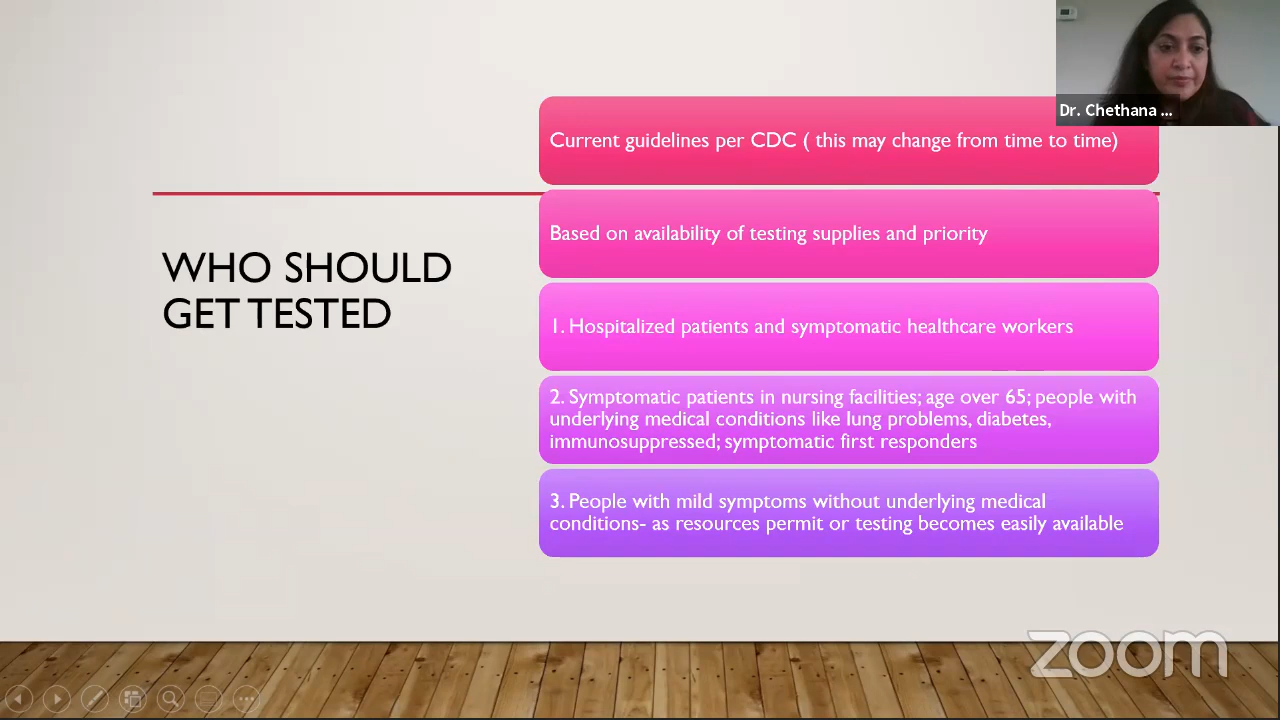 Dr. Chethana ...
Current guidelines per CDC ( this may change from time to time)
Based on availability of testing supplies and priority
WHO SHOULD
GET TESTED
1. Hospitalized patients and symptomatic healthcare workers
2. Symptomatic patients in nursing facilities; age over 65; people with
underlying medical conditions like lung problems, diabetes,
immunosuppressed; symptomatic first responders
3. People with mild symptoms without underlying medical
conditions- as resources permit or testing becomes easily available
zoom